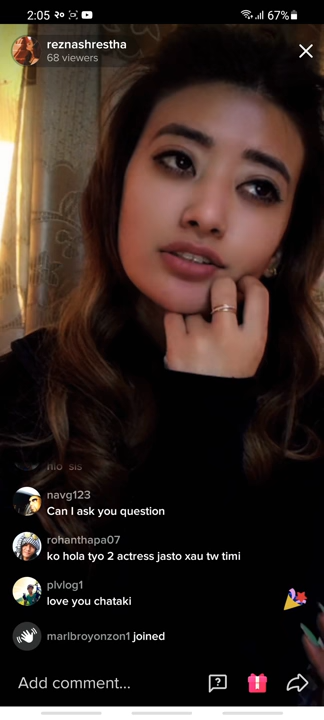 2:05 २० 67%
reznashrestha
68 viewers
navg123
Can I ask you question
rohanthapa07
ko hola tyo 2 actress jasto xau tw timi
plvlog1
love you chataki
marlbroyonzon1 joined
Add comment...